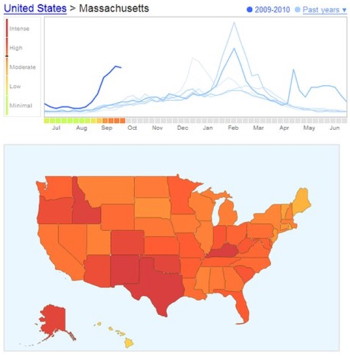 United States > Massachusetts
2009-2010 Past years ▼
Intense
High
Moderate
Low
Minimal
Jul Aug Sep Oct Nov Dec Jan Feb Mar Apr May Jun